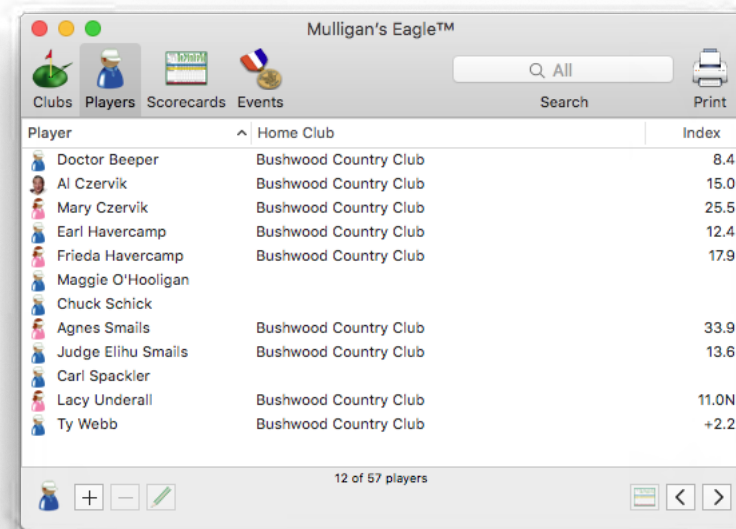 Mulligan's Eagle™
All
Clubs Players Scorecards Events Search Print
Player Home Club Index
Doctor Beeper Bushwood Country Club 8.4
Al Czervik Bushwood Country Club 15.0
Mary Czervik Bushwood Country Club 25.5
Earl Havercamp Bushwood Country Club 12.4
Frieda Havercamp Bushwood Country Club 17.9
Maggie O'Hooligan
Chuck Schick
Agnes Smails Bushwood Country Club 33.9
Judge Elihu Smails Bushwood Country Club 13.6
Carl Spackler
Lacy Underall Bushwood Country Club 11.0N
Ty Webb Bushwood Country Club +2.2
12 of 57 players